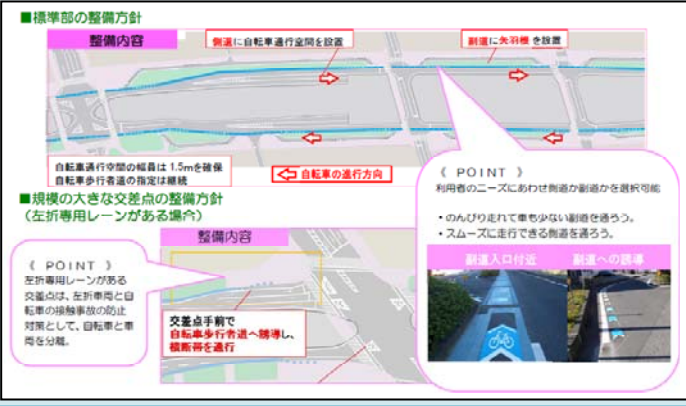 ■標準部の整備方針
整備内容
側道に自転車通行空間を設置
副道に矢羽根を設置
自転車通行空間の幅員は1.5mを確保
自転車歩行者道の指定は継続
自転車の進行方向
《 POINT 》
利用者のニーズにあわせ側道か副道かを選択可能
・のんびり走れて車も少ない副道を通ろう。
・スムーズに走行できる側道を通ろう。
副道入口付近
副道への誘導
■規模の大きな交差点の整備方針
(左折専用レーンがある場合)
整備内容
《 POINT 》
左折専用レーンがある
交差点は、左折車両と自
転車の接触事故の防止
対策として、自転車と車
両を分離。
交差点手前で
自転車歩行者道へ誘導し、
横断帯を通行